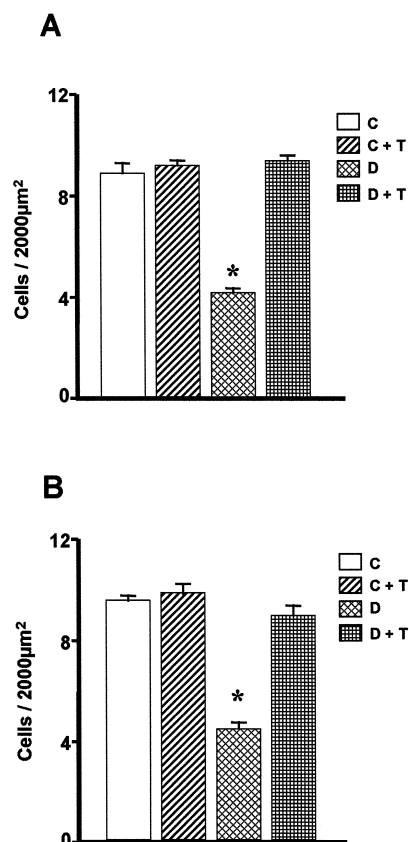 A
12
8
4
0
Cells / 2000µm²
C
C + T
D
D + T
*
B
12
8
4
0
Cells / 2000µm²
C
C + T
D
D + T
*